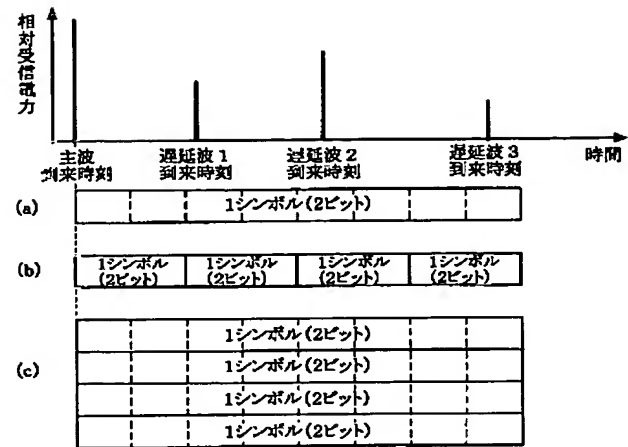 相対受信電力
主波
到来時刻
遅延波1
到来時刻
遅延波2
到来時刻
遅延波3
到来時刻
時間
(a)
1シンボル(2ビット)
(b)
1シンボル
(2ビット)
1シンボル
(2ビット)
1シンボル
(2ビット)
1シンボル
(2ビット)
(c)
1シンボル(2ビット)
1シンボル(2ビット)
1シンボル(2ビット)
1シンボル(2ビット)